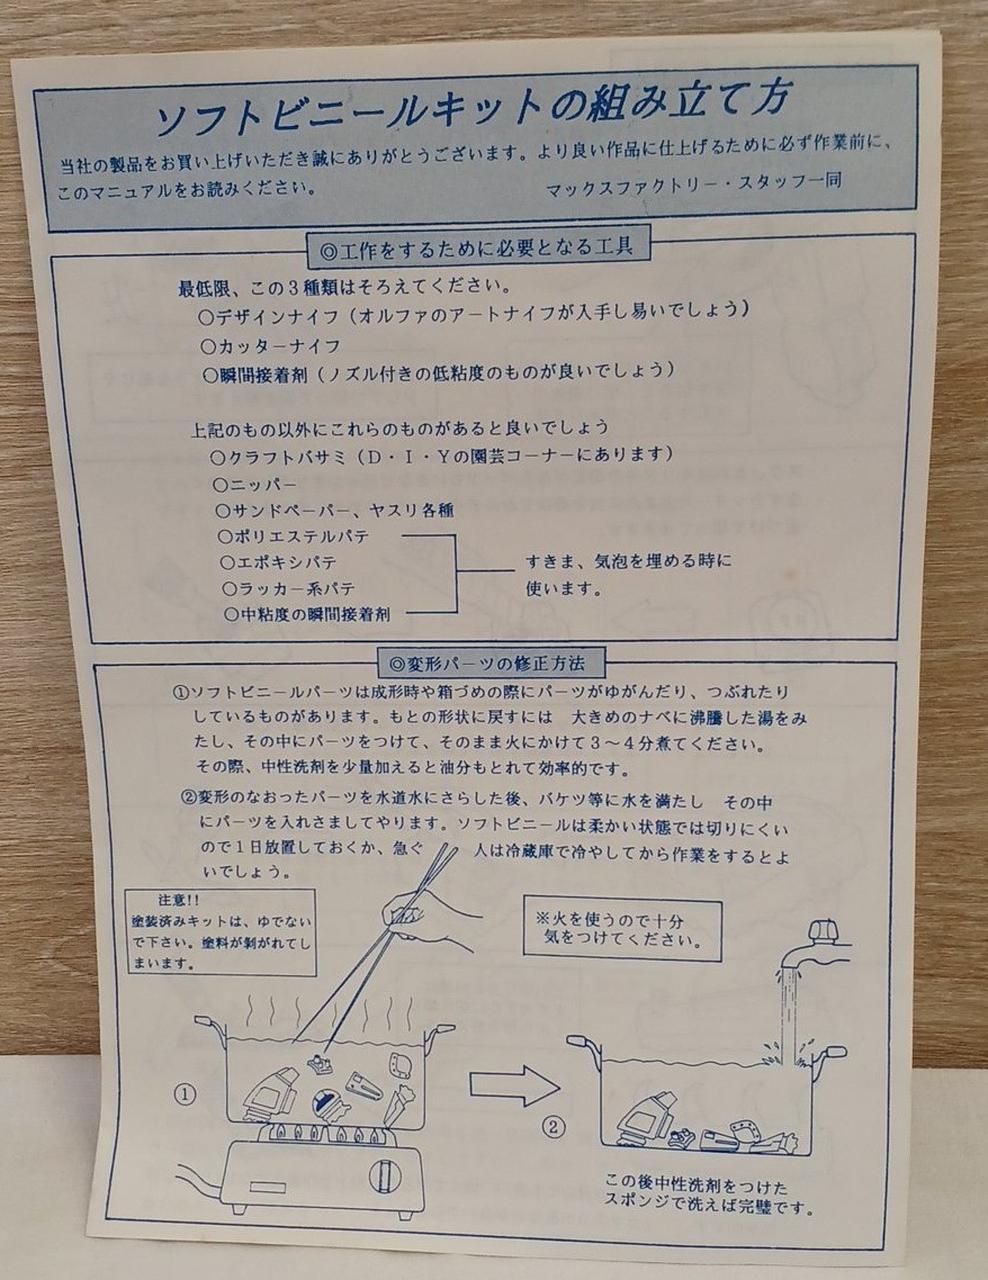 ソフトビニールキットの組み立て方
当社の製品をお買い上げいただき誠にありがとうございます。より良い作品に仕上げるために必ず作業前に、
このマニュアルをお読みください。
マックスファクトリー・スタッフ一同
◎工作をするために必要となる工具
最低限、この3種類はそろえてください。
○デザインナイフ（オルファのアートナイフが入手し易いでしょう）
○カッターナイフ
○瞬間接着剤（ノズル付きの低粘度のものが良いでしょう）
上記のもの以外にこれらのものがあると良いでしょう
○クラフトバサミ（D・I・Yの園芸コーナーにあります）
○ニッパー
○サンドペーパー、ヤスリ各種
○ポリエステルパテ
○エポキシパテ
○ラッカー系パテ
○中粘度の瞬間接着剤
すきま、気泡を埋める時に
使います。
◎変形パーツの修正方法
①ソフトビニールパーツは成形時や箱づめの際にパーツがゆがんだり、つぶれたり
しているものがあります。もとの形状に戻すには　大きめのナベに沸騰した湯をみ
たし、その中にパーツをつけて、そのまま火にかけて3〜4分煮てください。
その際、中性洗剤を少量加えると油分もとれて効率的です。
②変形のなおったパーツを水道水にさらした後、バケツ等に水を満たし　その中
にパーツを入れさましてやります。ソフトビニールは柔かい状態では切りにくい
ので1日放置しておくか、急ぐ　人は冷蔵庫で冷やしてから作業をするとよ
いでしょう。
注意!!
塗装済みキットは、ゆでない
で下さい。塗料が剝がれてし
まいます。
※火を使うので十分
気をつけてください。
①
②
この後中性洗剤をつけた
スポンジで洗えば完璧です。